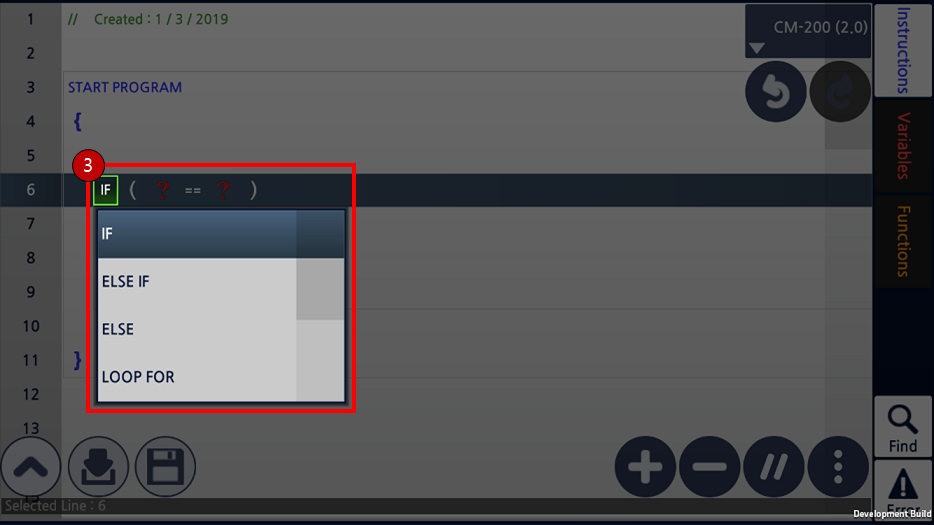 1 // Created : 1 / 3 / 2019
CM-200 (2.0)
Instructions
2
3 START PROGRAM
4 {
Variables
5
3
6 IF ( ? == ? )
7
IF
Functions
8
ELSE IF
9
10 ELSE
11 }
LOOP FOR
12
13
Find
Selected Line : 6
Error
Development Build